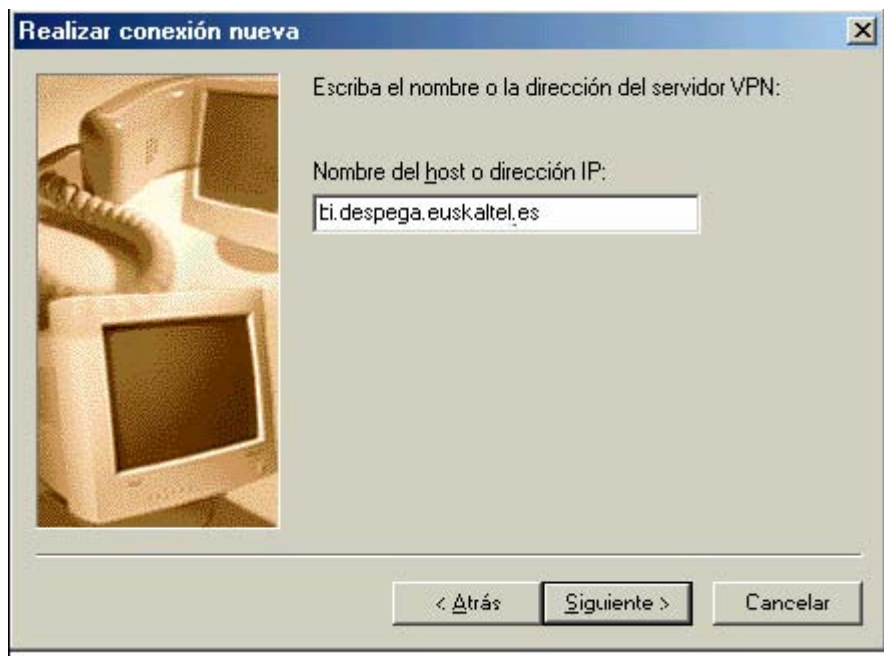 Realizar conexión nueva
Escriba el nombre o la dirección del servidor VPN:
Nombre del host o dirección IP:
ti.despega.euskaltel.es
< Atrás
Siguiente >
Cancelar